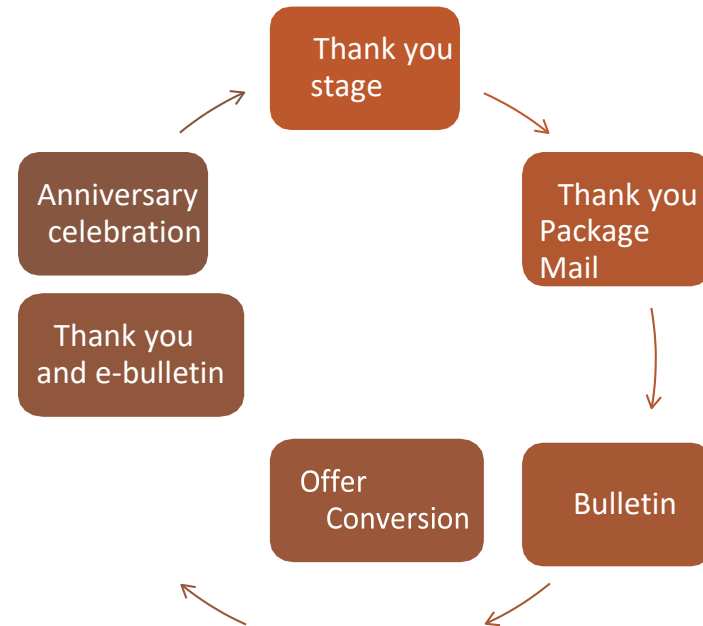 Thank you
stage
Anniversary
celebration
Thank you
Package
Mail
Thank you
and e-bulletin
Offer
Conversion
Bulletin